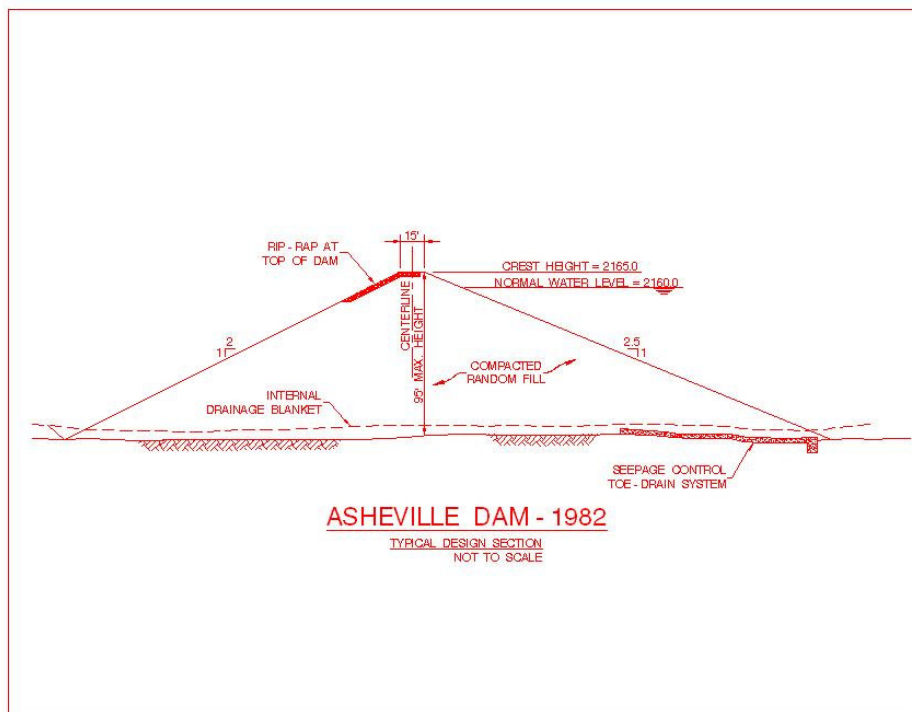 15'
RIP - RAP AT
TOP OF DAM
CREST HEIGHT = 2165.0
NORMAL WATER LEVEL = 2160.0
CENTERLINE
95' MAX. HEIGHT
2
1
2.5
1
COMPACTED
RANDOM FILL
INTERNAL
DRAINAGE BLANKET
SEEPAGE CONTROL
TOE - DRAIN SYSTEM
ASHEVILLE DAM - 1982
TYPICAL DESIGN SECTION
NOT TO SCALE